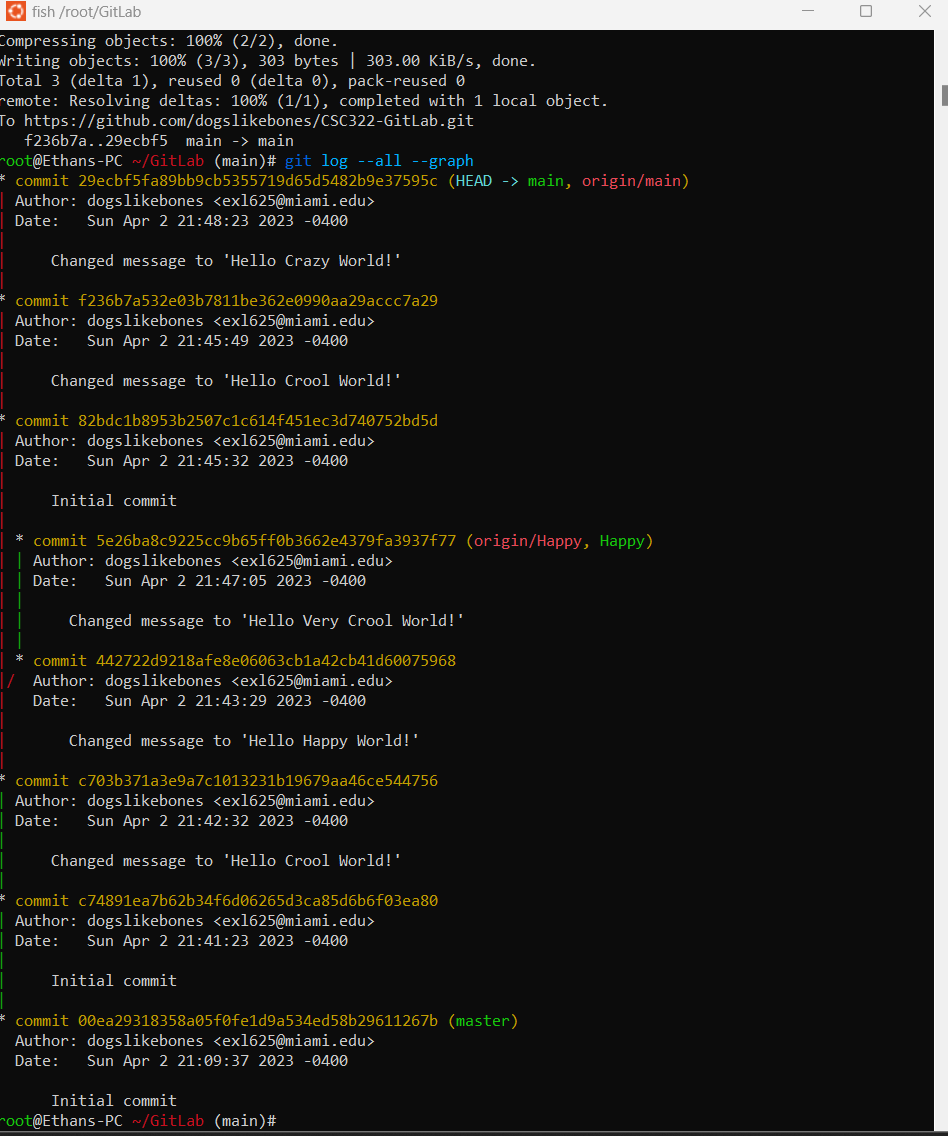 fish /root/GitLab
Compressing objects: 100% (2/2), done.
Writing objects: 100% (3/3), 303 bytes | 303.00 KiB/s, done.
Total 3 (delta 1), reused 0 (delta 0), pack-reused 0
remote: Resolving deltas: 100% (1/1), completed with 1 local object.
To https://github.com/dogslikebones/CSC322-GitLab.git
   f236b7a..29ecbf5  main -> main
root@Ethans-PC ~/GitLab (main)# git log --all --graph
* commit 29ecbf5fa89bb9cb5355719d65d5482b9e37595c (HEAD -> main, origin/main)
| Author: dogslikebones <exl625@miami.edu>
| Date:   Sun Apr 2 21:48:23 2023 -0400
|
|     Changed message to 'Hello Crazy World!'
|
* commit f236b7a532e03b7811be362e0990aa29accc7a29
| Author: dogslikebones <exl625@miami.edu>
| Date:   Sun Apr 2 21:45:49 2023 -0400
|
|     Changed message to 'Hello Crool World!'
|
* commit 82bdc1b8953b2507c1c614f451ec3d740752bd5d
| Author: dogslikebones <exl625@miami.edu>
| Date:   Sun Apr 2 21:45:32 2023 -0400
|
|     Initial commit
|
| * commit 5e26ba8c9225cc9b65ff0b3662e4379fa3937f77 (origin/Happy, Happy)
| | Author: dogslikebones <exl625@miami.edu>
| | Date:   Sun Apr 2 21:47:05 2023 -0400
| |
| |     Changed message to 'Hello Very Crool World!'
| |
| * commit 442722d9218afe8e06063cb1a42cb41d60075968
|/  Author: dogslikebones <exl625@miami.edu>
|   Date:   Sun Apr 2 21:43:29 2023 -0400
|
|       Changed message to 'Hello Happy World!'
|
* commit c703b371a3e9a7c1013231b19679aa46ce544756
| Author: dogslikebones <exl625@miami.edu>
| Date:   Sun Apr 2 21:42:32 2023 -0400
|
|     Changed message to 'Hello Crool World!'
|
* commit c74891ea7b62b34f6d06265d3ca85d6b6f03ea80
| Author: dogslikebones <exl625@miami.edu>
| Date:   Sun Apr 2 21:41:23 2023 -0400
|
|     Initial commit
|
* commit 00ea29318358a05f0fe1d9a534ed58b29611267b (master)
  Author: dogslikebones <exl625@miami.edu>
  Date:   Sun Apr 2 21:09:37 2023 -0400

      Initial commit
root@Ethans-PC ~/GitLab (main)#